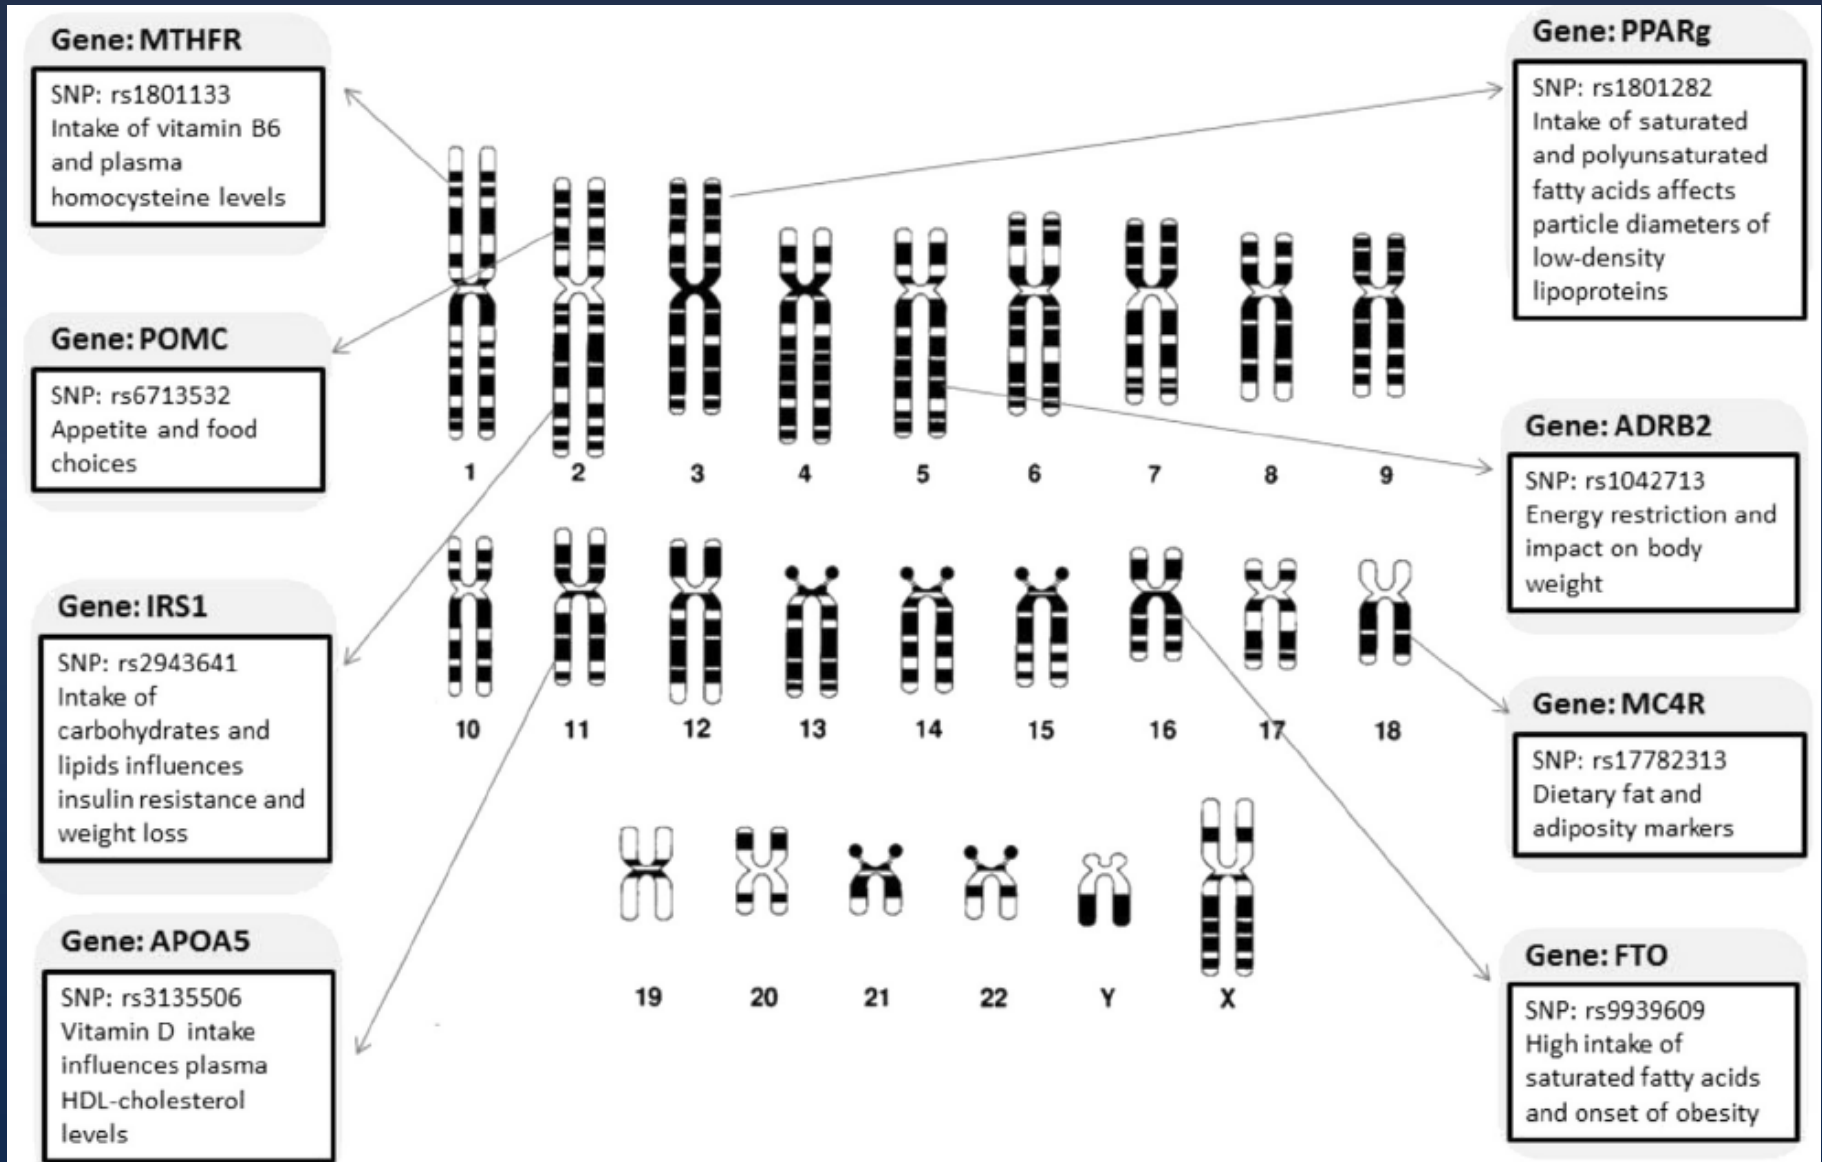 Gene: MTHFR
SNP: rs1801133
Intake of vitamin B6
and plasma
homocysteine levels
Gene: POMC
SNP: rs6713532
Appetite and food
choices
Gene: IRS1
SNP: rs2943641
Intake of
carbohydrates and
lipids influences
insulin resistance and
weight loss
Gene: APOA5
SNP: rs3135506
Vitamin D intake
influences plasma
HDL-cholesterol
levels
1 2 3 4 5 6 7 8 9
10 11 12 13 14 15 16 17 18
19 20 21 22 Y X
Gene: PPARg
SNP: rs1801282
Intake of saturated
and polyunsaturated
fatty acids affects
particle diameters of
low-density
lipoproteins
Gene: ADRB2
SNP: rs1042713
Energy restriction and
impact on body
weight
Gene: MC4R
SNP: rs17782313
Dietary fat and
adiposity markers
Gene: FTO
SNP: rs9939609
High intake of
saturated fatty acids
and onset of obesity